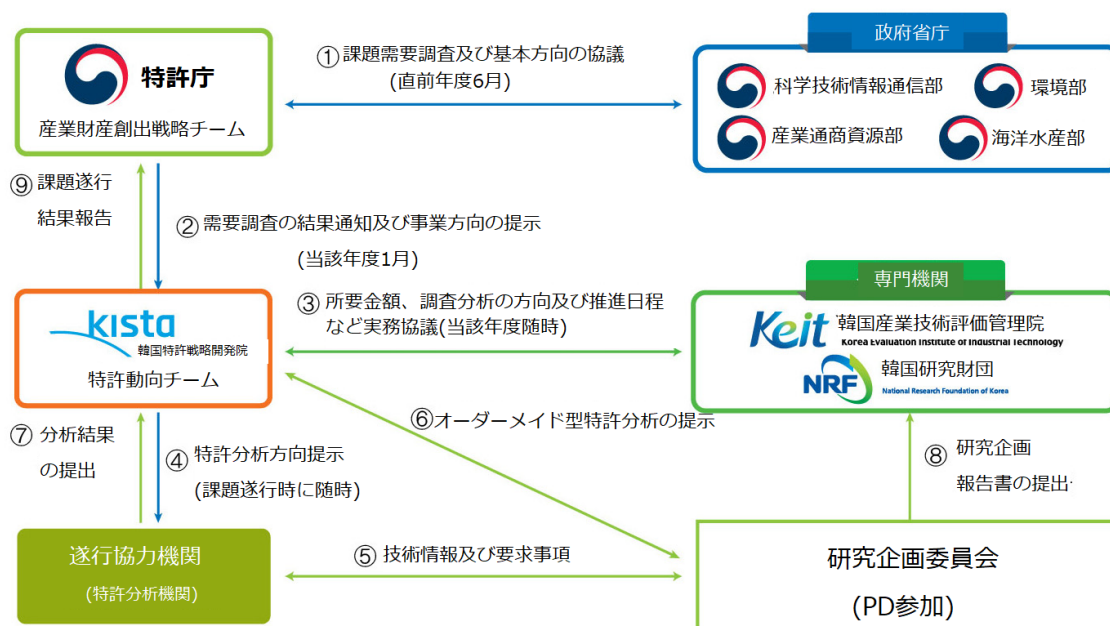 特許庁
産業財産創出戦略チーム
①課題需要調査及び基本方向の協議
(直前年度6月)
政府省庁
科学技術情報通信部
環境部
産業通商資源部
海洋水産部
⑨課題遂行
結果報告
②需要調査の結果通知及び事業方向の提示
(当該年度1月)
kista
韓国特許戦略開発院
特許動向チーム
③所要金額、調査分析の方向及び推進日程
など実務協議(当該年度随時)
専門機関
Keit 韓国産業技術評価管理院
Korea Evaluation Institute of Industrial Technology
NRF 韓国研究財団
National Research Foundation of Korea
⑥オーダーメイド型特許分析の提示
⑦分析結果
の提出
④特許分析方向提示
(課題遂行時に随時)
⑧研究企画
報告書の提出
遂行協力機関
(特許分析機関)
⑤技術情報及び要求事項
研究企画委員会
(PD参加)